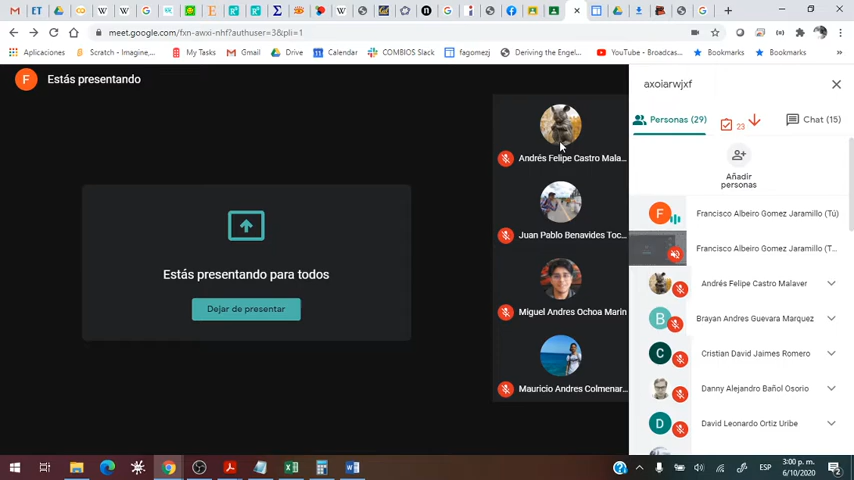 meet.google.com/fxn-awxi-nhf?authuser=3&pli=1
Aplicaciones
Scratch - Imagine,...
My Tasks
Gmail
Drive
Calendar
COMBIOS Slack
fagomezj
Deriving the Engel...
YouTube - Broadcas...
Bookmarks
Bookmarks
F
Estás presentando
Estás presentando para todos
Dejar de presentar
Andrés Felipe Castro Mala...
Juan Pablo Benavides Toc...
Miguel Andres Ochoa Marin
Mauricio Andres Colmenar...
axoiarwjxf
Personas (29)
23
Chat (15)
Añadir
personas
F
Francisco Albeiro Gomez Jaramillo (Tú)
Francisco Albeiro Gomez Jaramillo (T...
Andrés Felipe Castro Malaver
B
Brayan Andres Guevara Marquez
C
Cristian David Jaimes Romero
Danny Alejandro Bañol Osorio
D
David Leonardo Ortiz Uribe
ESP
3:00 p. m.
6/10/2020
2